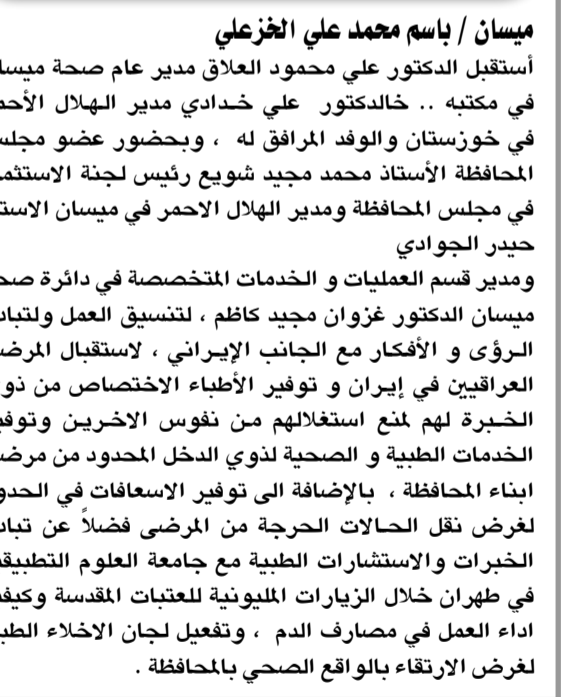 ميسان / باسم محمد علي الخزعلي
أستقبل الدكتور علي محمود العلاق مدير عام صحة ميسا
في مكتبه .. خالدكتور علي خدادي مدير الهلال الأحم
في خوزستان والوفد المرافق له ، وبحضور عضو مجلس
المحافظة الأستاذ محمد مجيد شويع رئيس لجنة الاستثم
في مجلس المحافظة ومدير الهلال الاحمر في ميسان الاست
حيدر الجوادي
ومدير قسم العمليات و الخدمات المتخصصة في دائرة صح
ميسان الدكتور غزوان مجيد كاظم ، لتنسيق العمل ولتباد
الرؤى و الأفكار مع الجانب الإيراني ، لاستقبال المرض
العراقيين في إيران و توفير الأطباء الاختصاص من ذو
الخبرة لهم لمنع استغلالهم من نفوس الاخرين وتوف
الخدمات الطبية و الصحية لذوي الدخل المحدود من مرض
ابناء المحافظة ، بالإضافة الى توفير الاسعافات في الحدو
لغرض نقل الحالات الحرجة من المرضى فضلاً عن تباد
الخبرات والاستشارات الطبية مع جامعة العلوم التطبيق
في طهران خلال الزيارات المليونية للعتبات المقدسة وكيف
اداء العمل في مصارف الدم ، وتفعيل لجان الاخلاء الطب
لغرض الارتقاء بالواقع الصحي بالمحافظة .